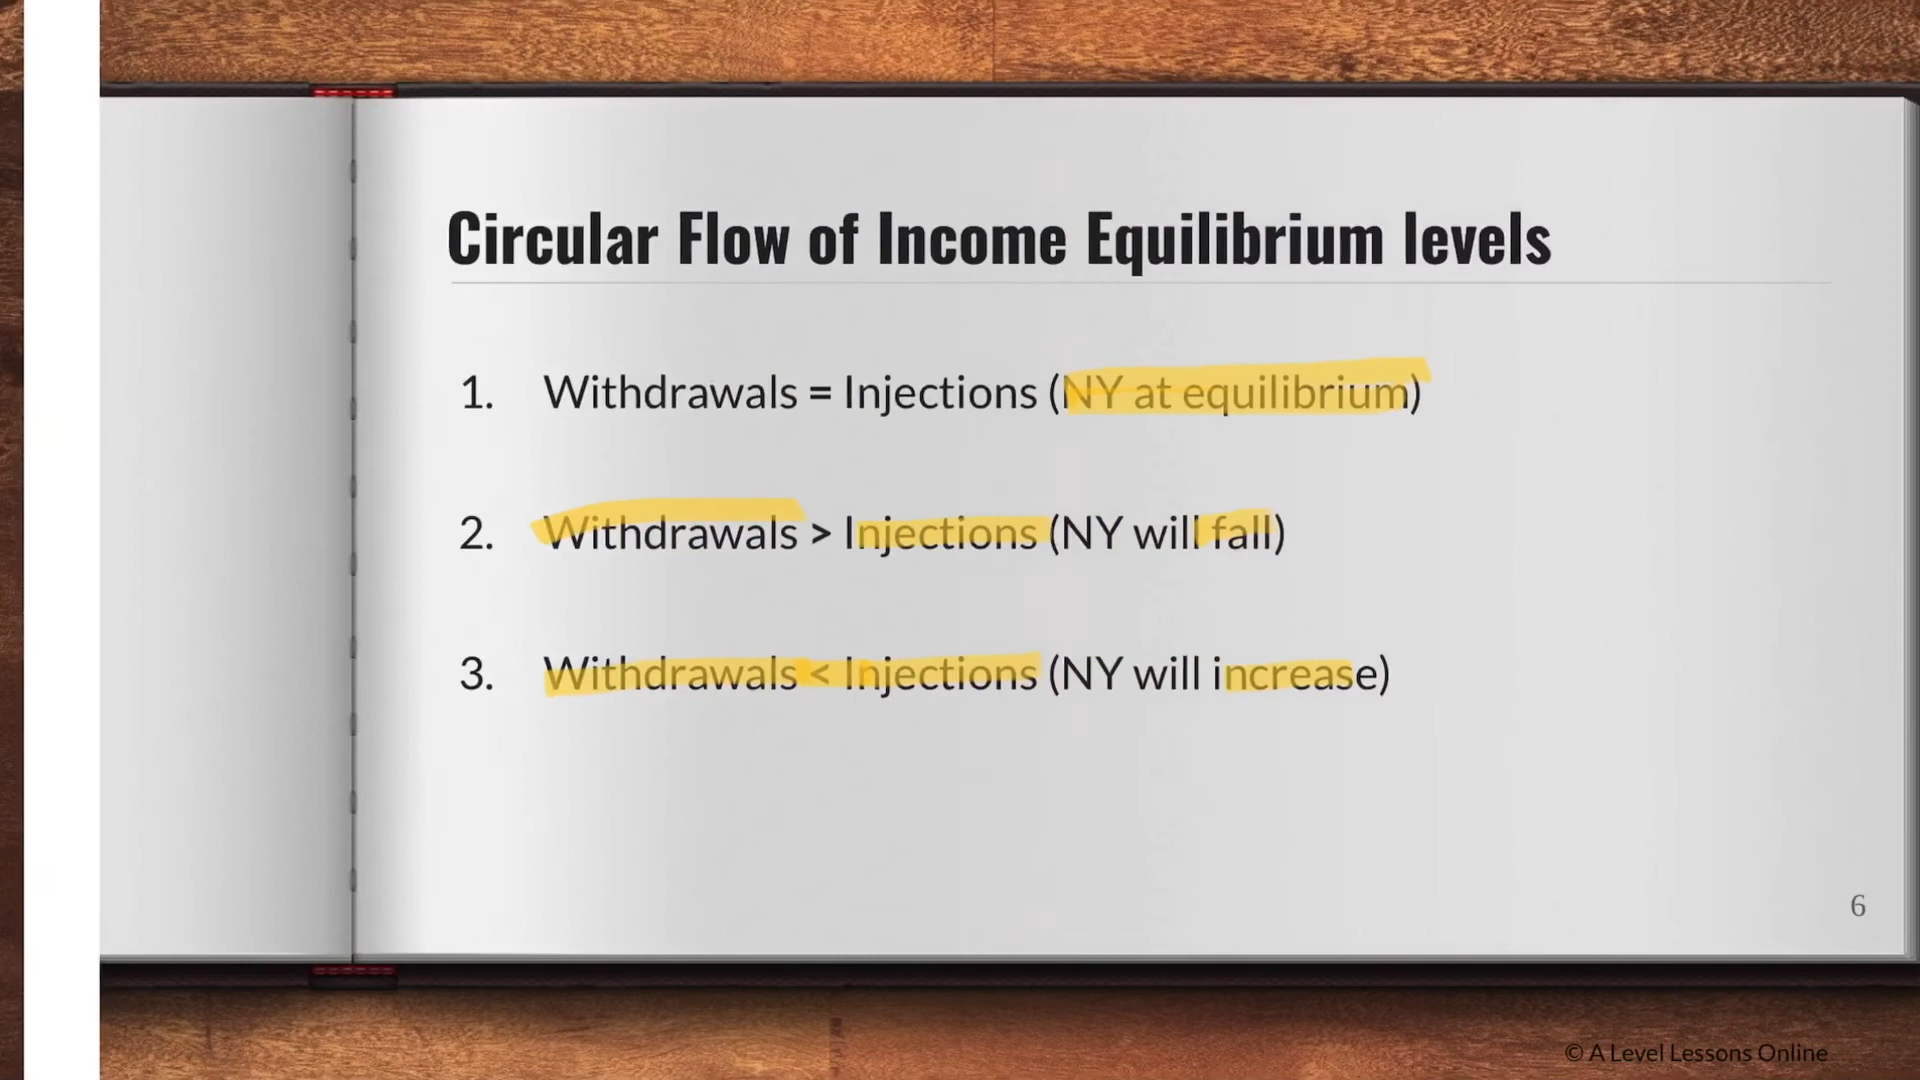 Circular Flow of Income Equilibrium levels
1. Withdrawals = Injections (NY at equilibrium)
2. Withdrawals > Injections (NY will fall)
3. Withdrawals < Injections (NY will increase)
6
© A Level Lessons Online